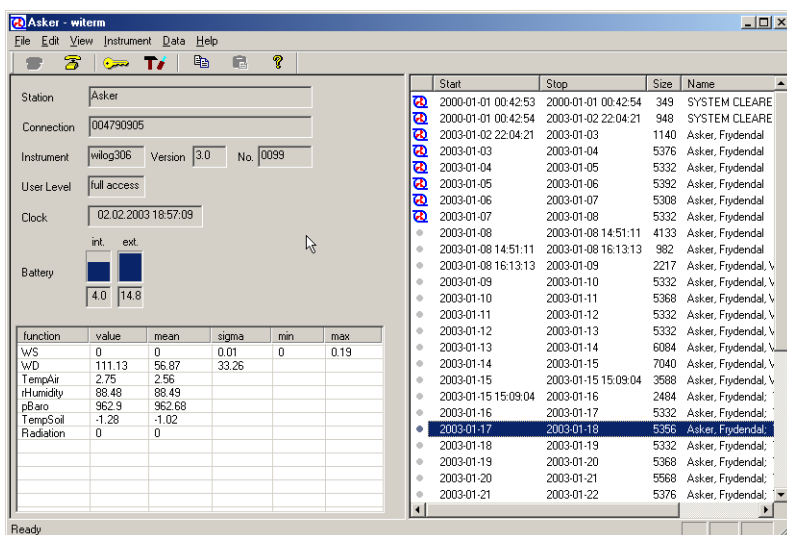 Asker - witerm
File Edit View Instrument Data Help
Station Asker
Connection 004790905
Instrument wilog306 Version 3.0 No. 0099
User Level full access
Clock 02.02.2003 18:57:09
int. ext.
Battery
4.0 14.8
function value mean sigma min max
WS 0 0 0.01 0 0.19
WD 111.13 56.87 33.26
TempAir 2.75 2.56
rHumidity 88.48 88.49
pBaro 962.9 962.68
TempSoil -1.28 -1.02
Radiation 0 0
Start Stop Size Name
2000-01-01 00:42:53 2000-01-01 00:42:54 349 SYSTEM CLEARE
2000-01-01 00:42:54 2003-01-02 22:04:21 948 SYSTEM CLEARE
2003-01-02 22:04:21 2003-01-03 1140 Asker, Frydendal
2003-01-03 2003-01-04 5376 Asker, Frydendal
2003-01-04 2003-01-05 5332 Asker, Frydendal
2003-01-05 2003-01-06 5392 Asker, Frydendal
2003-01-06 2003-01-07 5308 Asker, Frydendal
2003-01-07 2003-01-08 5332 Asker, Frydendal
2003-01-08 2003-01-08 14:51:11 4133 Asker, Frydendal
2003-01-08 14:51:11 2003-01-08 16:13:13 982 Asker, Frydendal
2003-01-08 16:13:13 2003-01-09 2217 Asker, Frydendal,
2003-01-09 2003-01-10 5332 Asker, Frydendal,
2003-01-10 2003-01-11 5368 Asker, Frydendal,
2003-01-11 2003-01-12 5332 Asker, Frydendal,
2003-01-12 2003-01-13 5332 Asker, Frydendal,
2003-01-13 2003-01-14 6084 Asker, Frydendal,
2003-01-14 2003-01-15 7040 Asker, Frydendal,
2003-01-15 2003-01-15 15:09:04 3588 Asker, Frydendal,
2003-01-15 15:09:04 2003-01-16 2484 Asker, Frydendal;
2003-01-16 2003-01-17 5332 Asker, Frydendal;
2003-01-17 2003-01-18 5356 Asker, Frydendal;
2003-01-18 2003-01-19 5332 Asker, Frydendal;
2003-01-19 2003-01-20 5368 Asker, Frydendal;
2003-01-20 2003-01-21 5568 Asker, Frydendal;
2003-01-21 2003-01-22 5376 Asker, Frydendal;
Ready